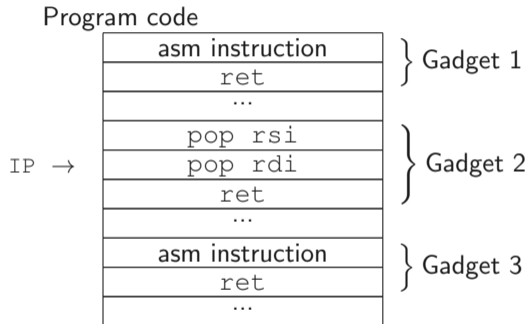 Program code
asm instruction
ret
...
Gadget 1
pop rsi
IP → pop rdi
ret
...
Gadget 2
asm instruction
ret
...
Gadget 3